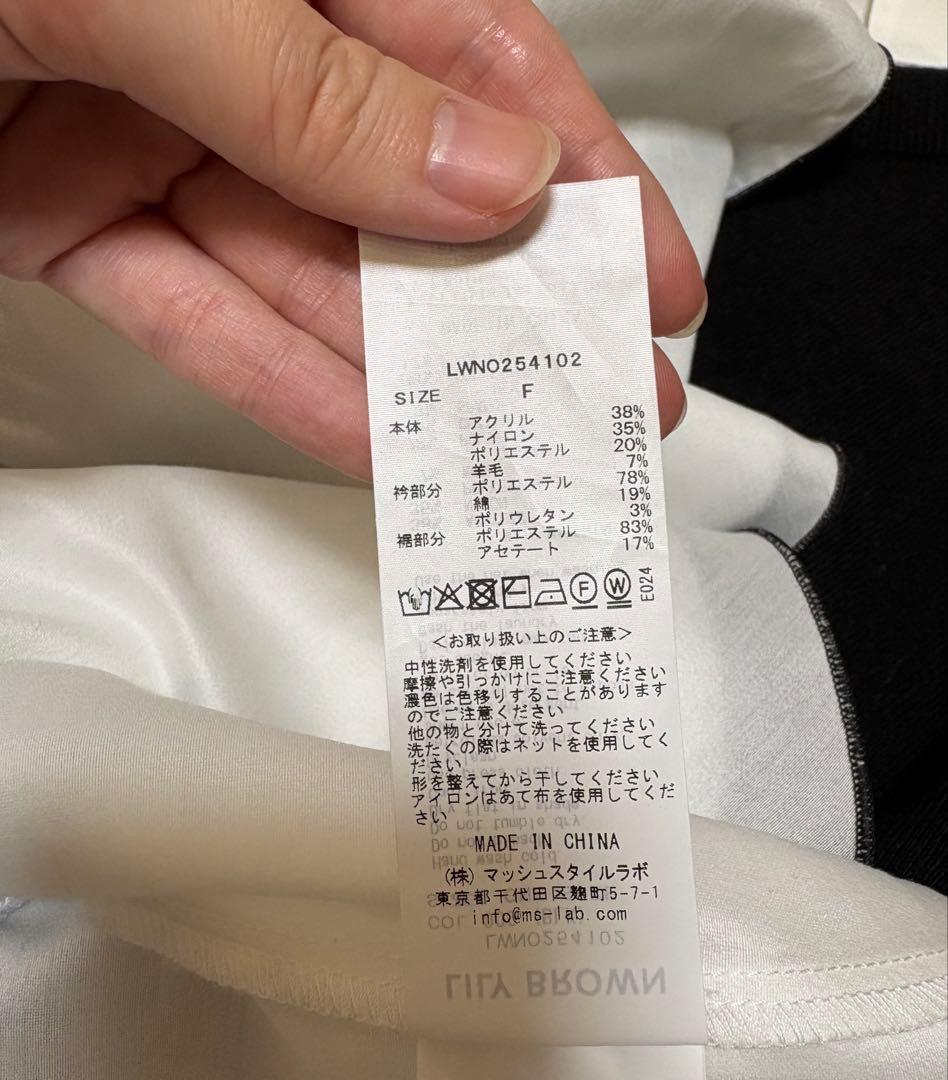 LWNO254102
SIZE F
本体 アクリル 38%
ナイロン 35%
ポリエステル 20%
羊毛 7%
衿部分 ポリエステル 78%
綿 19%
ポリウレタン 3%
裾部分 ポリエステル 83%
アセテート 17%
F W E024
<お取り扱い上のご注意>
中性洗剤を使用してください
摩擦や引っかけにご注意ください
濃色は色移りすることがあります
のでご注意ください
他の物と分けて洗ってください
洗たくの際はネットを使用してく
ださい
形を整えてから干してください
アイロンはあて布を使用してくだ
さい
MADE IN CHINA
(株)マッシュスタイルラボ
東京都千代田区麹町5-7-1
info@ms-lab.com
LWNO254102
LILY BROWN